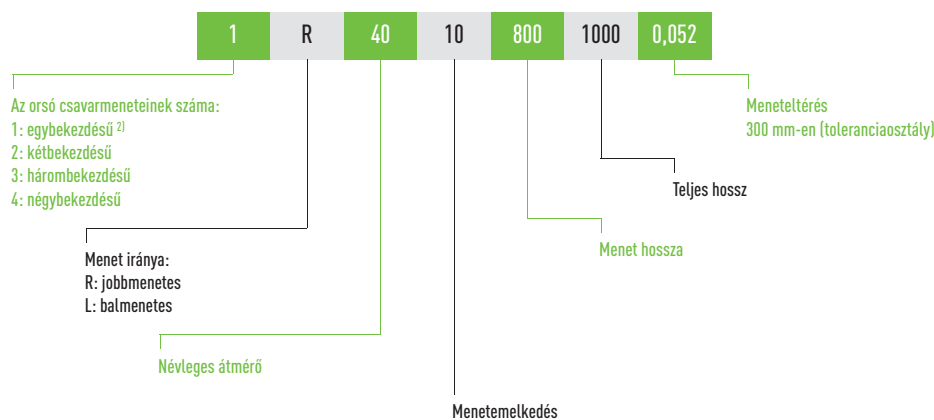 1 R 40 10 800 1000 0,052
Az orsó csavarmeneteinek száma:
1: egybekezdésű 2)
2: kétbekezdésű
3: hárombekezdésű
4: négybekezdésű
Meneteltérés
300 mm-en (toleranciaosztály)
Teljes hossz
Menet hossza
Menet iránya:
R: jobbmenetes
L: balmenetes
Névleges átmérő
Menetemelkedés